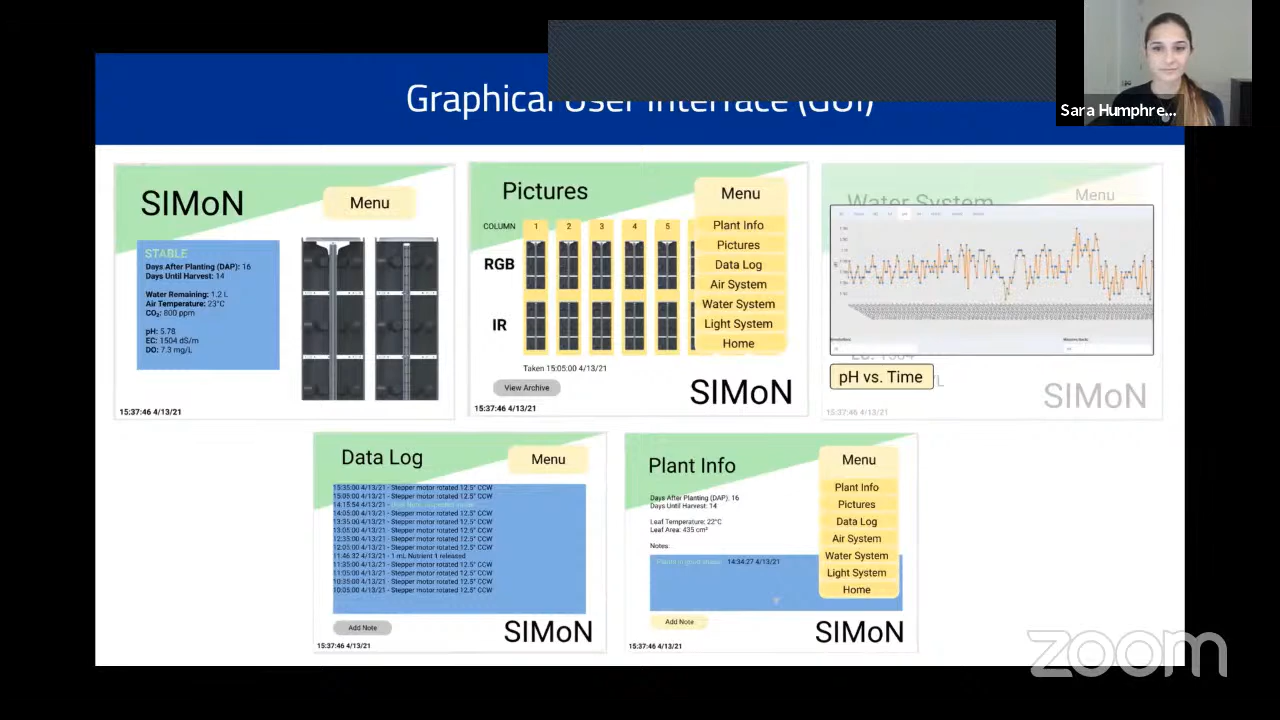 Graphical User Interface (GUI)
Sara Humphre...
SIMoN
Menu
STABLE
Days After Planting (DAP): 16
Days Until Harvest: 14
Water Remaining: 1.2 L
Air Temperature: 23°C
CO₂: 800 ppm
pH: 5.78
EC: 1504 dS/m
DO: 7.3 mg/L
15:37:46 4/13/21
Pictures
Menu
COLUMN 1 2 3 4 5
RGB
IR
Plant Info
Pictures
Data Log
Air System
Water System
Light System
Home
Taken 15:05:00 4/13/21
View Archive
SIMoN
15:37:46 4/13/21
Water System
Menu
pH vs. Time
SIMoN
15:37:46 4/13/21
Data Log
Menu
15:35:00 4/13/21 - Stepper motor rotated 12.5° CCW
15:05:00 4/13/21 - Stepper motor rotated 12.5° CCW
14:15:54 4/13/21 -
14:05:00 4/13/21 - Stepper motor rotated 12.5° CCW
13:35:00 4/13/21 - Stepper motor rotated 12.5° CCW
13:05:00 4/13/21 - Stepper motor rotated 12.5° CCW
12:35:00 4/13/21 - Stepper motor rotated 12.5° CCW
12:05:00 4/13/21 - Stepper motor rotated 12.5° CCW
11:46:32 4/13/21 - 1 mL Nutrient 1 released
11:35:00 4/13/21 - Stepper motor rotated 12.5° CCW
11:05:00 4/13/21 - Stepper motor rotated 12.5° CCW
10:35:00 4/13/21 - Stepper motor rotated 12.5° CCW
10:05:00 4/13/21 - Stepper motor rotated 12.5° CCW
Add Note
SIMoN
15:37:46 4/13/21
Plant Info
Menu
Days After Planting (DAP): 16
Days Until Harvest: 14
Leaf Temperature: 22°C
Leaf Area: 435 cm²
Notes:
Plants in good shape 14:34:27 4/13/21
Plant Info
Pictures
Data Log
Air System
Water System
Light System
Home
Add Note
SIMoN
15:37:46 4/13/21
zoom